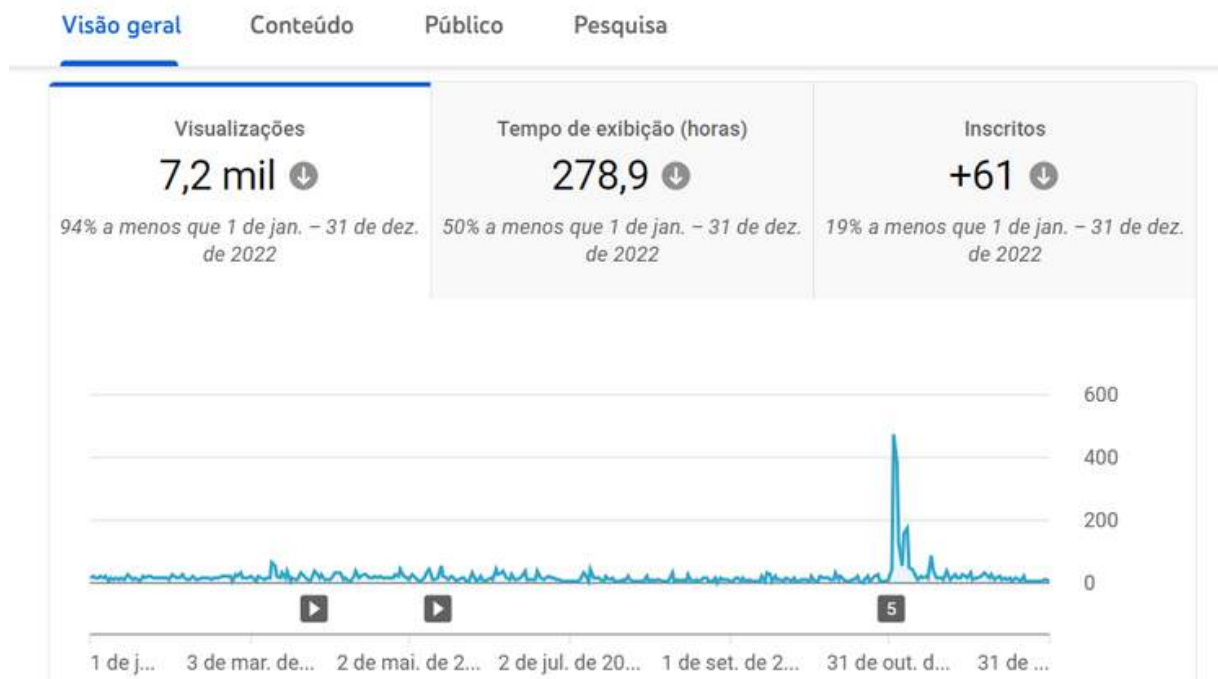 Visão geral Conteúdo Público Pesquisa
Visualizações
7,2 mil
94% a menos que 1 de jan. – 31 de dez.
de 2022
Tempo de exibição (horas)
278,9
50% a menos que 1 de jan. – 31 de dez.
de 2022
Inscritos
+61
19% a menos que 1 de jan. – 31 de dez.
de 2022
600
400
200
0
5
1 de j... 3 de mar. de... 2 de mai. de 2... 2 de jul. de 20... 1 de set. de 2... 31 de out. d... 31 de ...